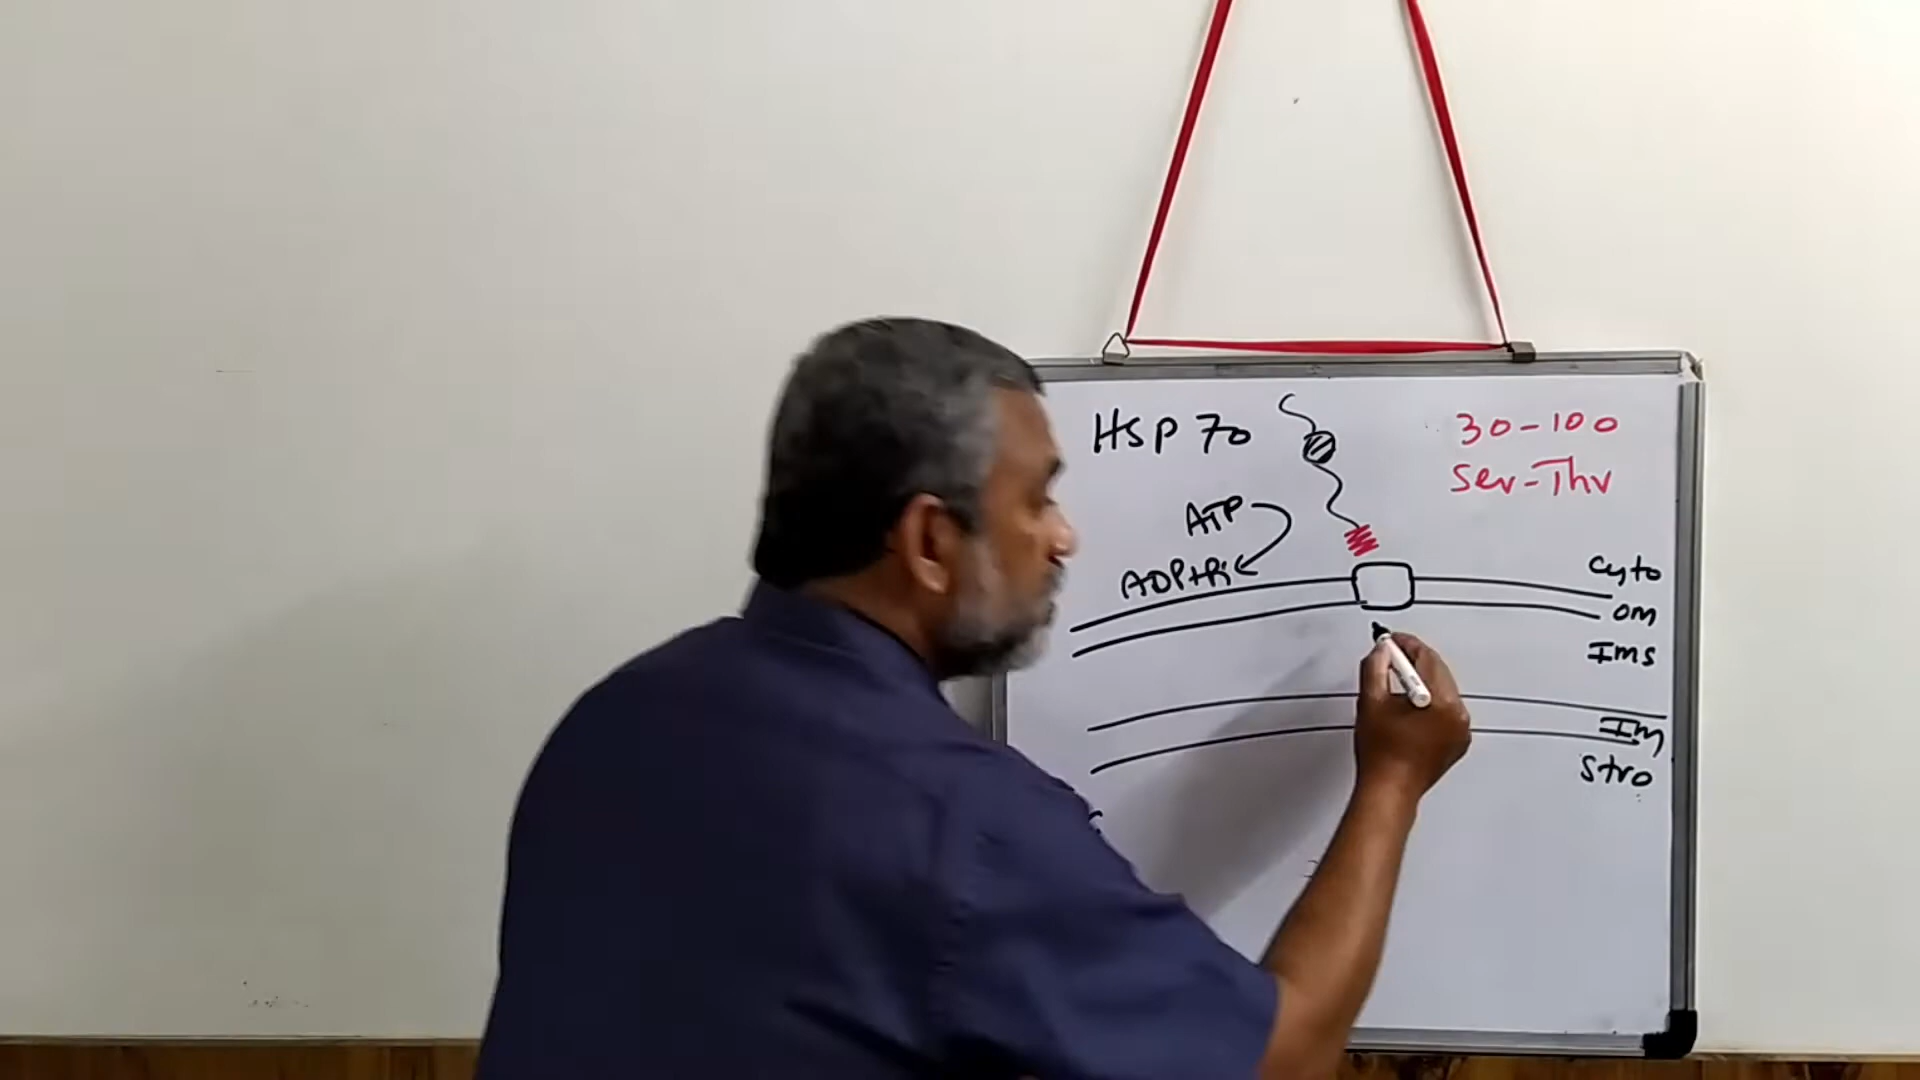 HSP 70
30-100
Ser-Thr
ATP
ADP+Pi
Cyto
OM
Ims
Im
Stro